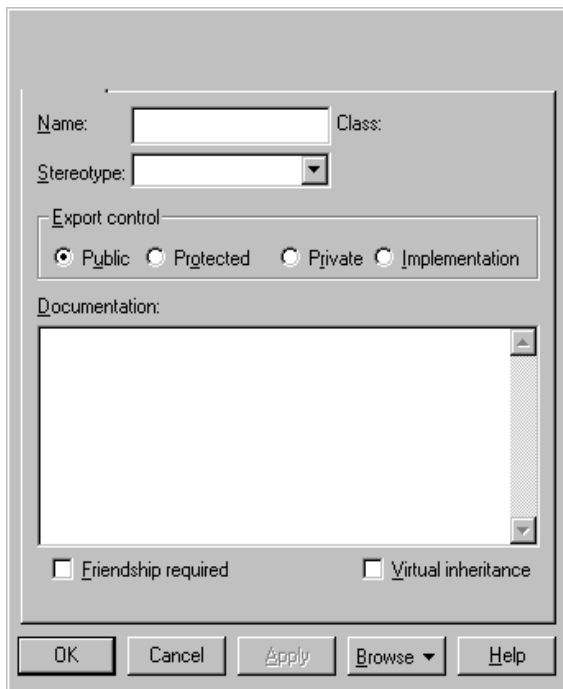 Name: Class:
Stereotype:
Export control
Public Protected Private Implementation
Documentation:
Friendship required Virtual inheritance
OK Cancel Apply Browse Help